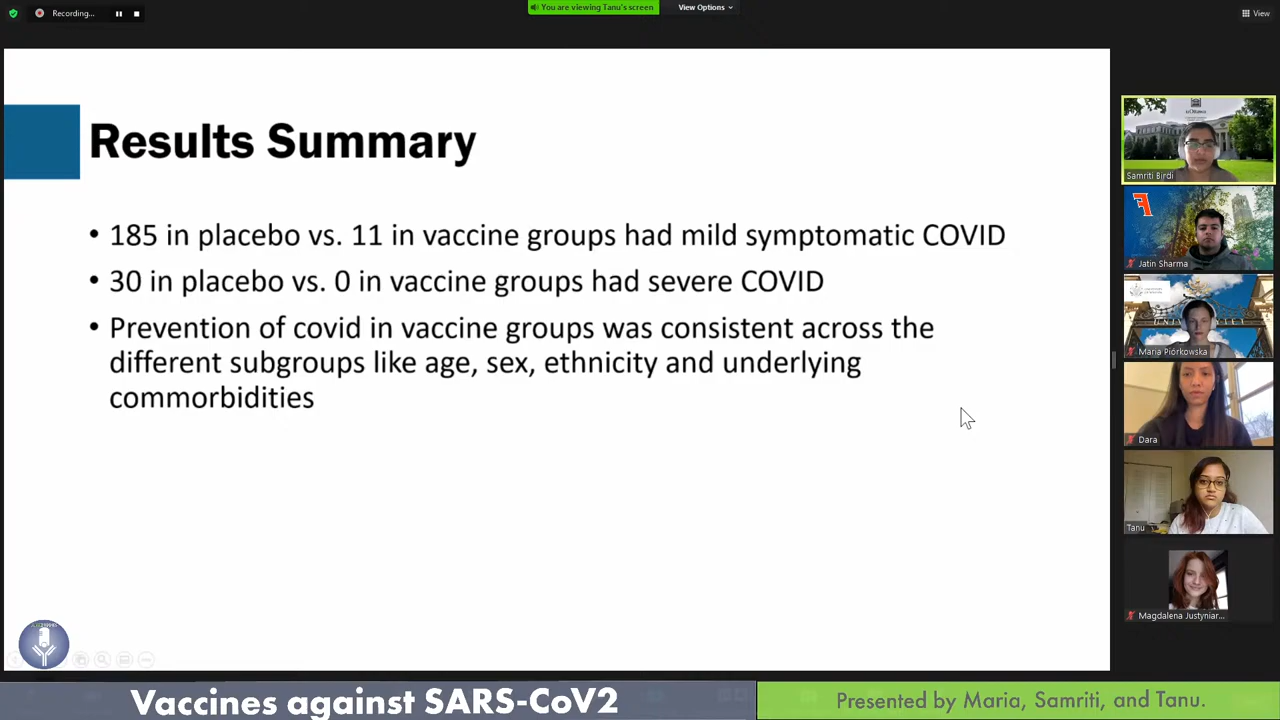 Recording...
You are viewing Tanu's screen
View Options
View
Results Summary
• 185 in placebo vs. 11 in vaccine groups had mild symptomatic COVID
• 30 in placebo vs. 0 in vaccine groups had severe COVID
• Prevention of covid in vaccine groups was consistent across the
different subgroups like age, sex, ethnicity and underlying
commorbidities
Samriti Birdi
Jatin Sharma
Maria Piórkowska
Dara
Tanu
Magdalena Justyniar...
Vaccines against SARS-CoV2
Presented by Maria, Samriti, and Tanu.